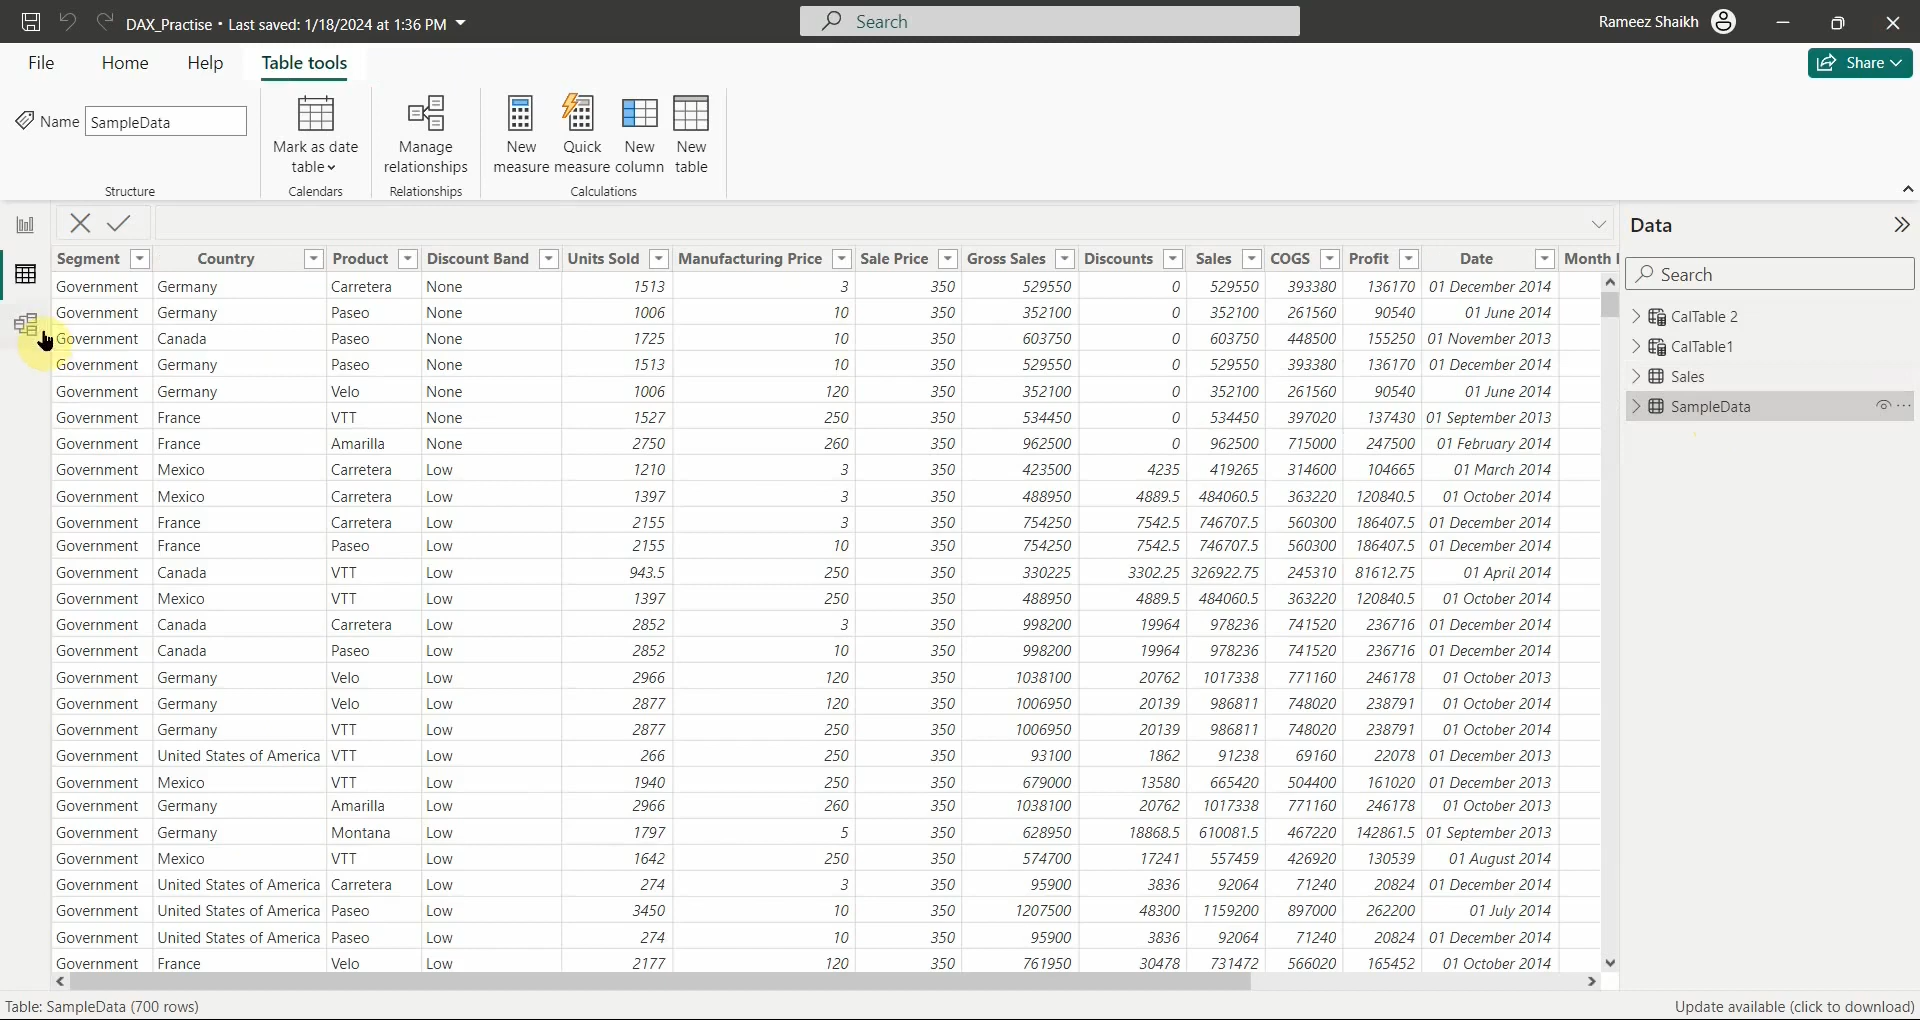 DAX_Practise • Last saved: 1/18/2024 at 1:36 PM
Search
Rameez Shaikh
File Home Help Table tools
Share
Name SampleData
Mark as date table
Manage relationships
New measure
Quick measure
New column
New table
Structure Calendars Relationships Calculations
Data
Segment Country Product Discount Band Units Sold Manufacturing Price Sale Price Gross Sales Discounts Sales COGS Profit Date Month
Government Germany Carretera None 1513 3 350 529550 0 529550 393380 136170 01 December 2014
Government Germany Paseo None 1006 10 350 352100 0 352100 261560 90540 01 June 2014
Government Canada Paseo None 1725 10 350 603750 0 603750 448500 155250 01 November 2013
Government Germany Paseo None 1513 10 350 529550 0 529550 393380 136170 01 December 2014
Government Germany Velo None 1006 120 350 352100 0 352100 261560 90540 01 June 2014
Government France VTT None 1527 250 350 534450 0 534450 397020 137430 01 September 2013
Government France Amarilla None 2750 260 350 962500 0 962500 715000 247500 01 February 2014
Government Mexico Carretera Low 1210 3 350 423500 4235 419265 314600 104665 01 March 2014
Government Mexico Carretera Low 1397 3 350 488950 4889.5 484060.5 363220 120840.5 01 October 2014
Government France Carretera Low 2155 3 350 754250 7542.5 746707.5 560300 186407.5 01 December 2014
Government France Paseo Low 2155 10 350 754250 7542.5 746707.5 560300 186407.5 01 December 2014
Government Canada VTT Low 943.5 250 350 330225 3302.25 326922.75 245310 81612.75 01 April 2014
Government Mexico VTT Low 1397 250 350 488950 4889.5 484060.5 363220 120840.5 01 October 2014
Government Canada Carretera Low 2852 3 350 998200 19964 978236 741520 236716 01 December 2014
Government Canada Paseo Low 2852 10 350 998200 19964 978236 741520 236716 01 December 2014
Government Germany Velo Low 2966 120 350 1038100 20762 1017338 771160 246178 01 October 2013
Government Germany Velo Low 2877 120 350 1006950 20139 986811 748020 238791 01 October 2014
Government Germany VTT Low 2877 250 350 1006950 20139 986811 748020 238791 01 October 2014
Government United States of America VTT Low 266 250 350 93100 1862 91238 69160 22078 01 December 2013
Government Mexico VTT Low 1940 250 350 679000 13580 665420 504400 161020 01 December 2013
Government Germany Amarilla Low 2966 260 350 1038100 20762 1017338 771160 246178 01 October 2013
Government Germany Montana Low 1797 5 350 628950 18868.5 610081.5 467220 142861.5 01 September 2013
Government Mexico VTT Low 1642 250 350 574700 17241 557459 426920 130539 01 August 2014
Government United States of America Carretera Low 274 3 350 95900 3836 92064 71240 20824 01 December 2014
Government United States of America Paseo Low 3450 10 350 1207500 48300 1159200 897000 262200 01 July 2014
Government United States of America Paseo Low 274 10 350 95900 3836 92064 71240 20824 01 December 2014
Government France Velo Low 2177 120 350 761950 30478 731472 566020 165452 01 October 2014
Search
CalTable 2
CalTable1
Sales
SampleData
Table: SampleData (700 rows)
Update available (click to download)